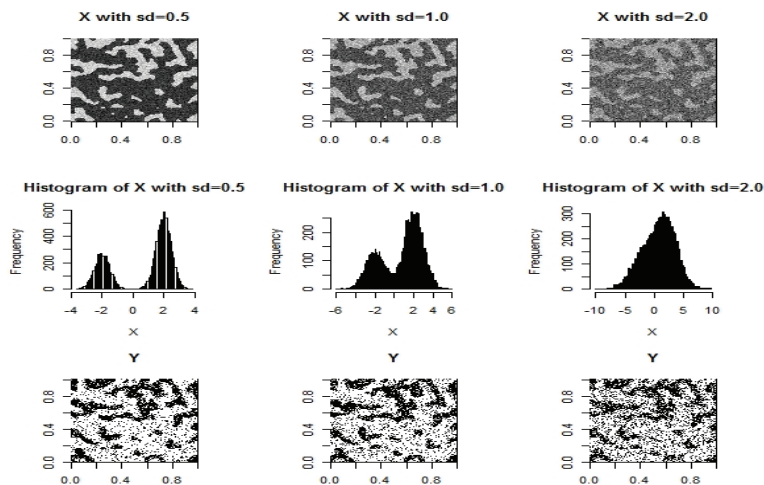 X with sd=0.5
X with sd=1.0
X with sd=2.0
0.8
0.4
0.0
0.0 0.4 0.8
0.8
0.4
0.0
0.0 0.4 0.8
0.8
0.4
0.0
0.0 0.4 0.8
Histogram of X with sd=0.5
Histogram of X with sd=1.0
Histogram of X with sd=2.0
Frequency
600
400
200
0
-4 -2 0 2 4
X
Frequency
200
100
0
-6 -2 2 4 6
X
Frequency
300
200
100
0
-10 -5 0 5 10
X
Y
Y
Y
0.8
0.4
0.0
0.0 0.4 0.8
0.8
0.4
0.0
0.0 0.4 0.8
0.8
0.4
0.0
0.0 0.4 0.8